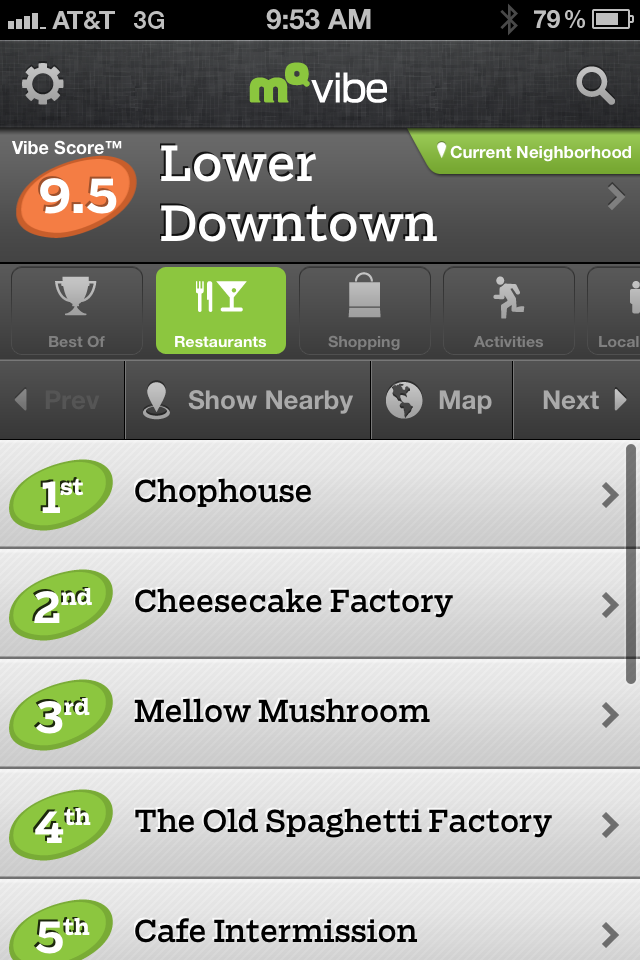 AT&T 3G 9:53 AM 79%
mqvibe
Vibe Score™
9.5
Lower
Downtown
Current Neighborhood
Best Of
Restaurants
Shopping
Activities
Local
Prev
Show Nearby
Map
Next
1st Chophouse
2nd Cheesecake Factory
3rd Mellow Mushroom
4th The Old Spaghetti Factory
5th Cafe Intermission